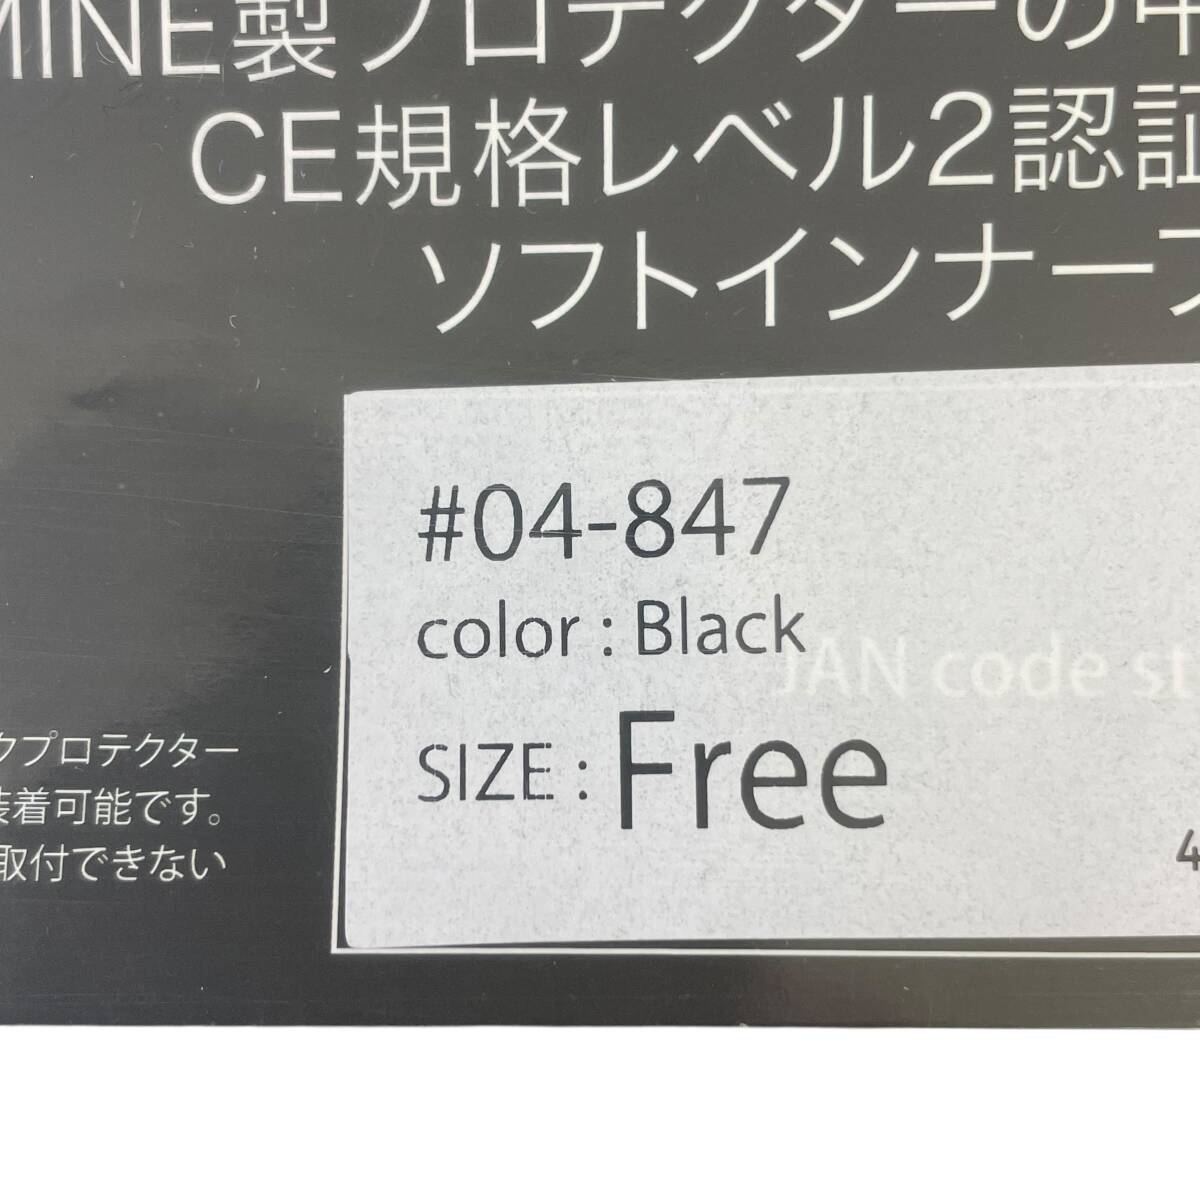 MINE製プロテクターの中
CE規格レベル2認証
ソフトインナー
#04-847
color : Black
JAN code st
SIZE : Free
クプロテクター
装着可能です。
取付できない
4